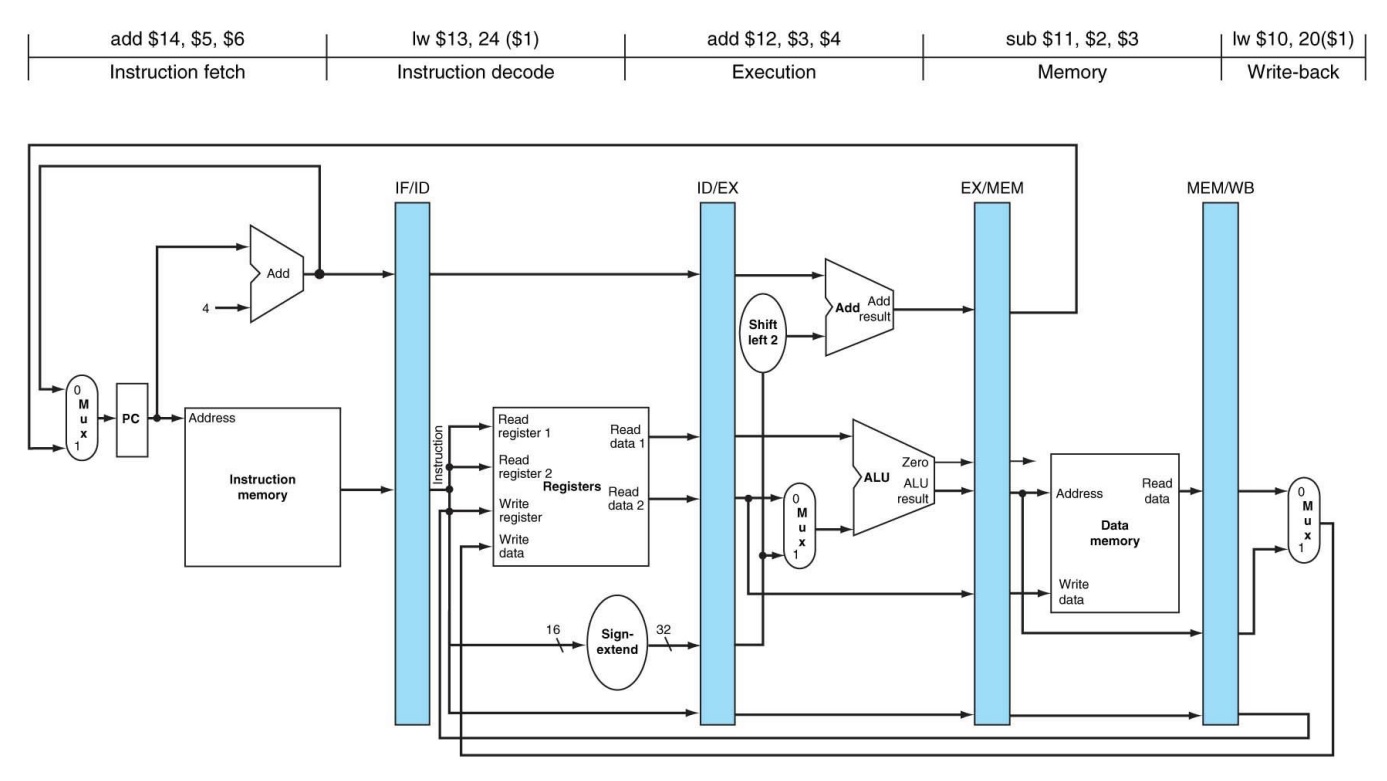 add $14, $5, $6
lw $13, 24 ($1)
add $12, $3, $4
sub $11, $2, $3
lw $10, 20($1)
Instruction fetch
Instruction decode
Execution
Memory
Write-back
IF/ID
ID/EX
EX/MEM
MEM/WB
Add
4
Shift
left 2
Add
Add
result
0
M
u
x
1
PC
Address
Instruction
memory
Instruction
Read
register 1
Read
register 2
Write
register
Write
data
Registers
Read
data 1
Read
data 2
16
Sign-
extend
32
0
M
u
x
1
Zero
ALU
ALU
result
Address
Read
data
Data
memory
Write
data
0
M
u
x
1